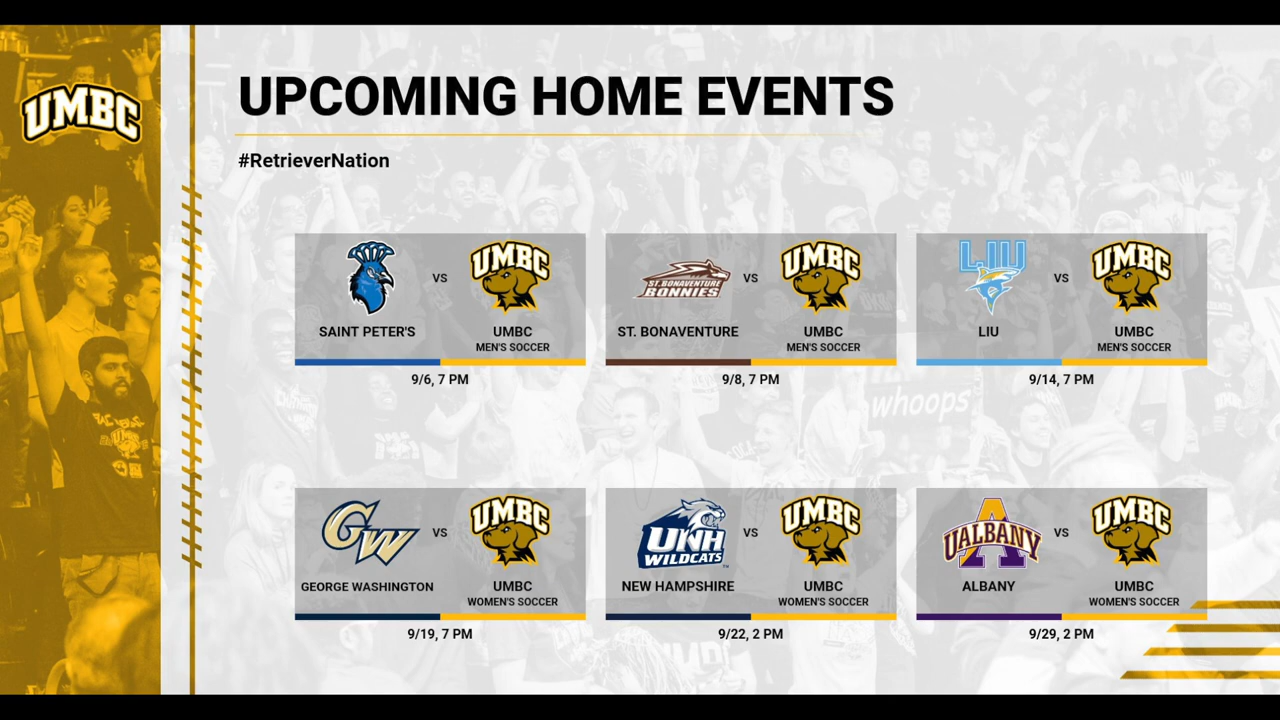 UMBC
UPCOMING HOME EVENTS
#RetrieverNation
VS
UMBC
SAINT PETER'S
UMBC
MEN'S SOCCER
9/6, 7 PM
ST. BONAVENTURE
BONNIES
VS
UMBC
ST. BONAVENTURE
UMBC
MEN'S SOCCER
9/8, 7 PM
LIU
VS
UMBC
LIU
UMBC
MEN'S SOCCER
9/14, 7 PM
whoops
GW
VS
UMBC
GEORGE WASHINGTON
UMBC
WOMEN'S SOCCER
9/19, 7 PM
UNH
WILDCATS
VS
UMBC
NEW HAMPSHIRE
UMBC
WOMEN'S SOCCER
9/22, 2 PM
UALBANY
VS
UMBC
ALBANY
UMBC
WOMEN'S SOCCER
9/29, 2 PM